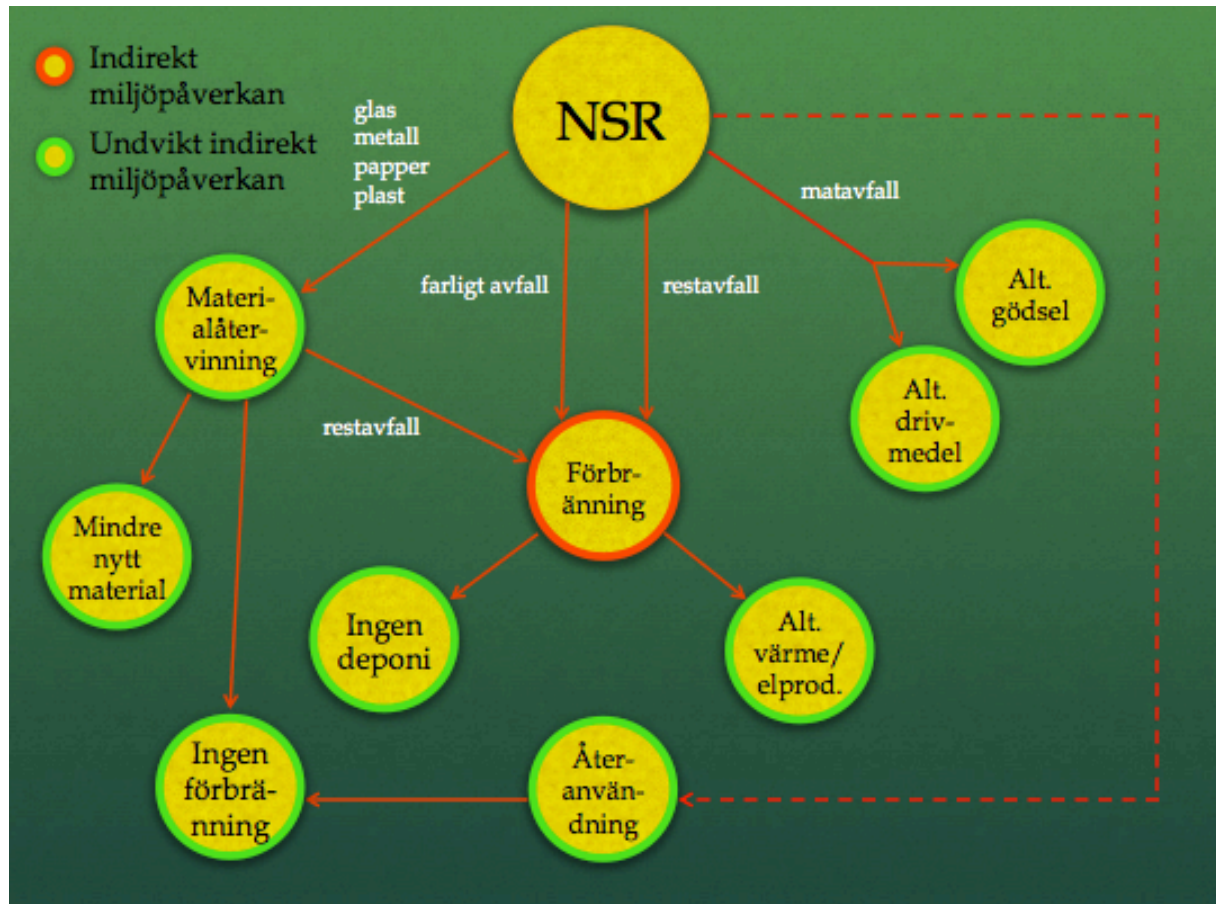 Indirekt
miljöpåverkan
Undvikt indirekt
miljöpåverkan
glas
metall
papper
plast
NSR
matavfall
farligt avfall
restavfall
Alt.
gödsel
Materi-
alåter-
vinning
Alt.
driv-
medel
restavfall
Förbr-
änning
Mindre
nytt
material
Ingen
deponi
Alt.
värme/
elprod.
Ingen
förbrä-
nning
Åter-
använ-
dning